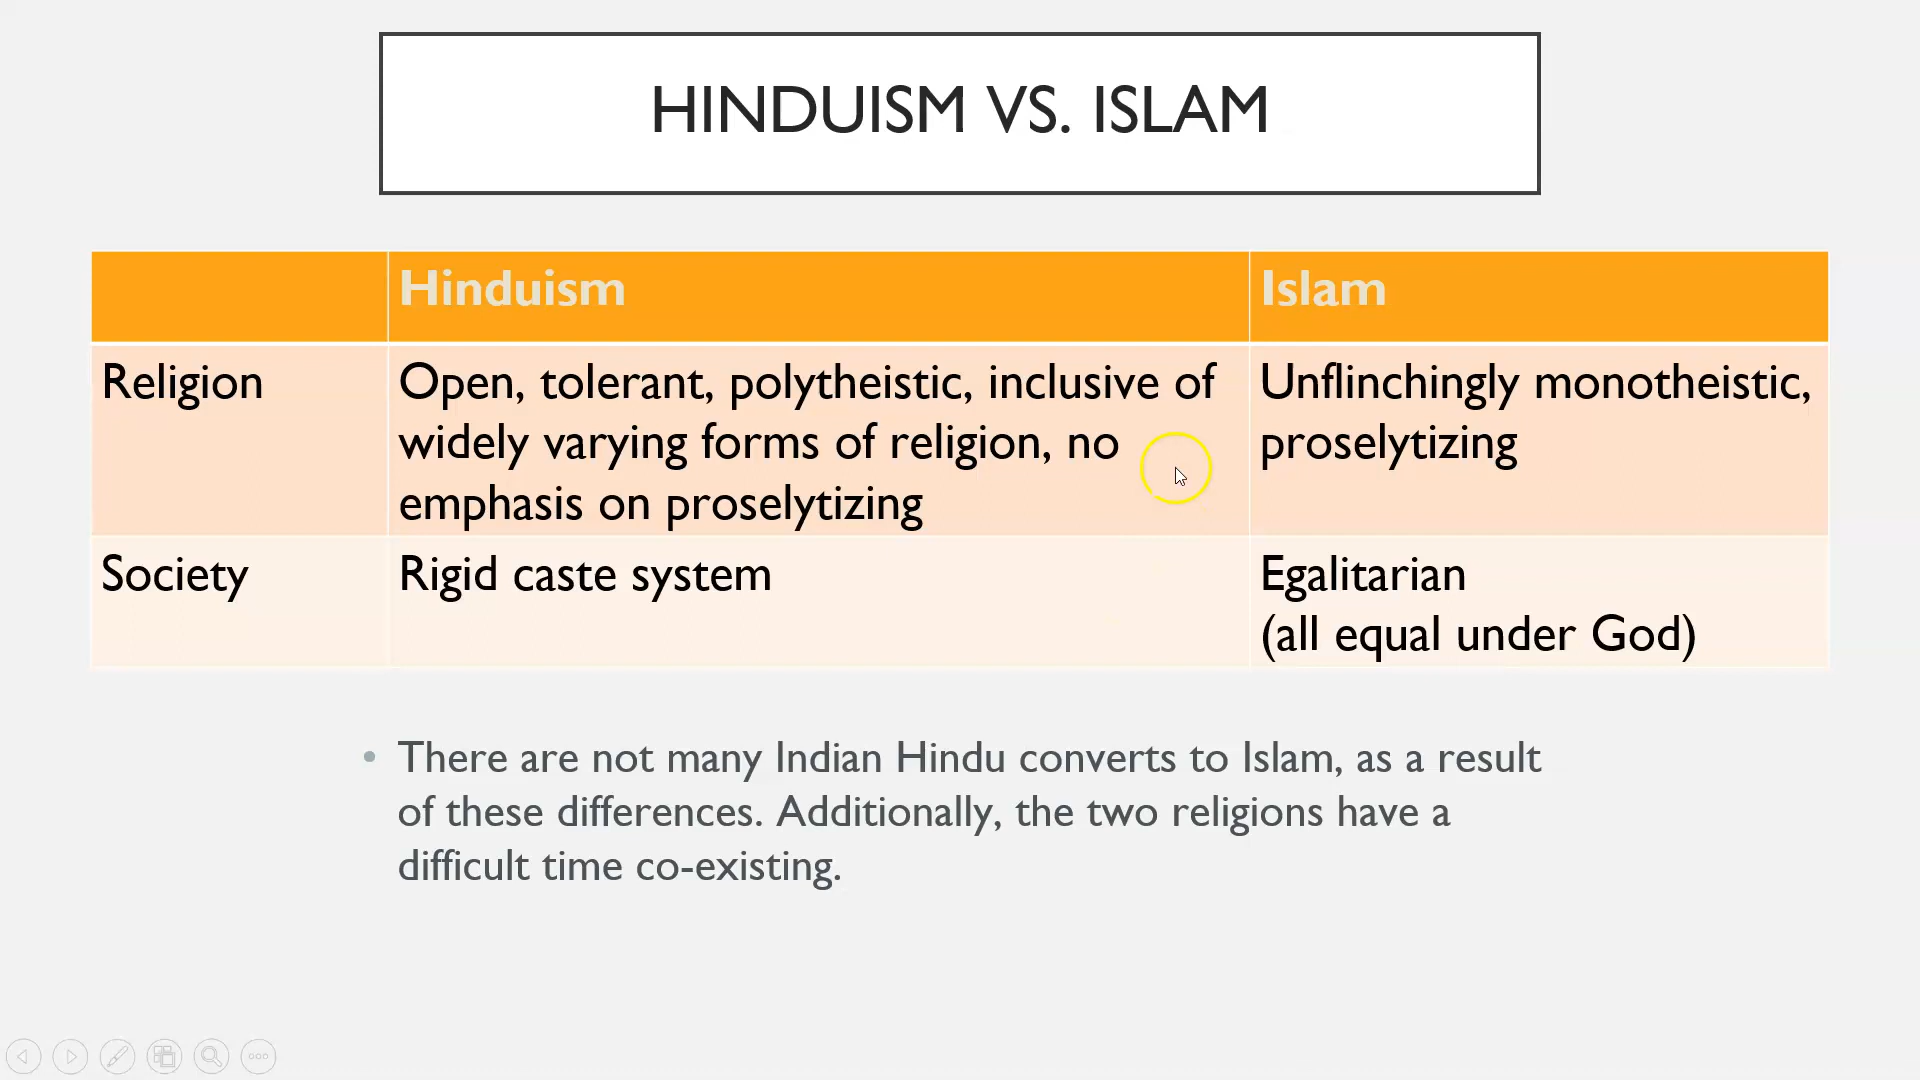 HINDUISM VS. ISLAM
Hinduism Islam
Religion Open, tolerant, polytheistic, inclusive of Unflinchingly monotheistic,
widely varying forms of religion, no proselytizing
emphasis on proselytizing
Society Rigid caste system Egalitarian
(all equal under God)
• There are not many Indian Hindu converts to Islam, as a result
of these differences. Additionally, the two religions have a
difficult time co-existing.